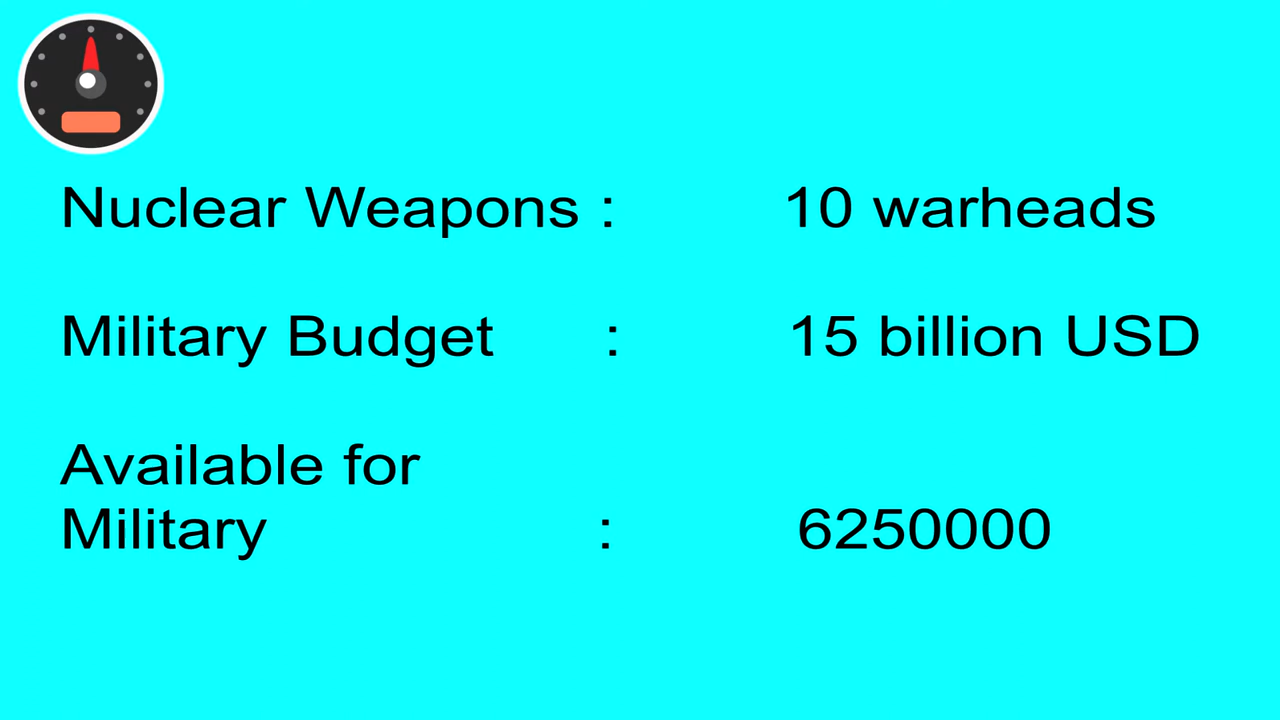 Nuclear Weapons : 10 warheads
Military Budget : 15 billion USD
Available for
Military : 6250000